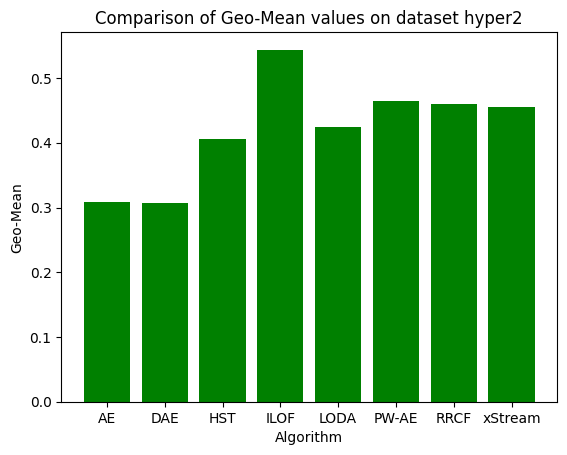 Comparison of Geo-Mean values on dataset hyper2
Geo-Mean
0.5
0.4
0.3
0.2
0.1
0.0
AE DAE HST ILOF LODA PW-AE RRCF xStream
Algorithm